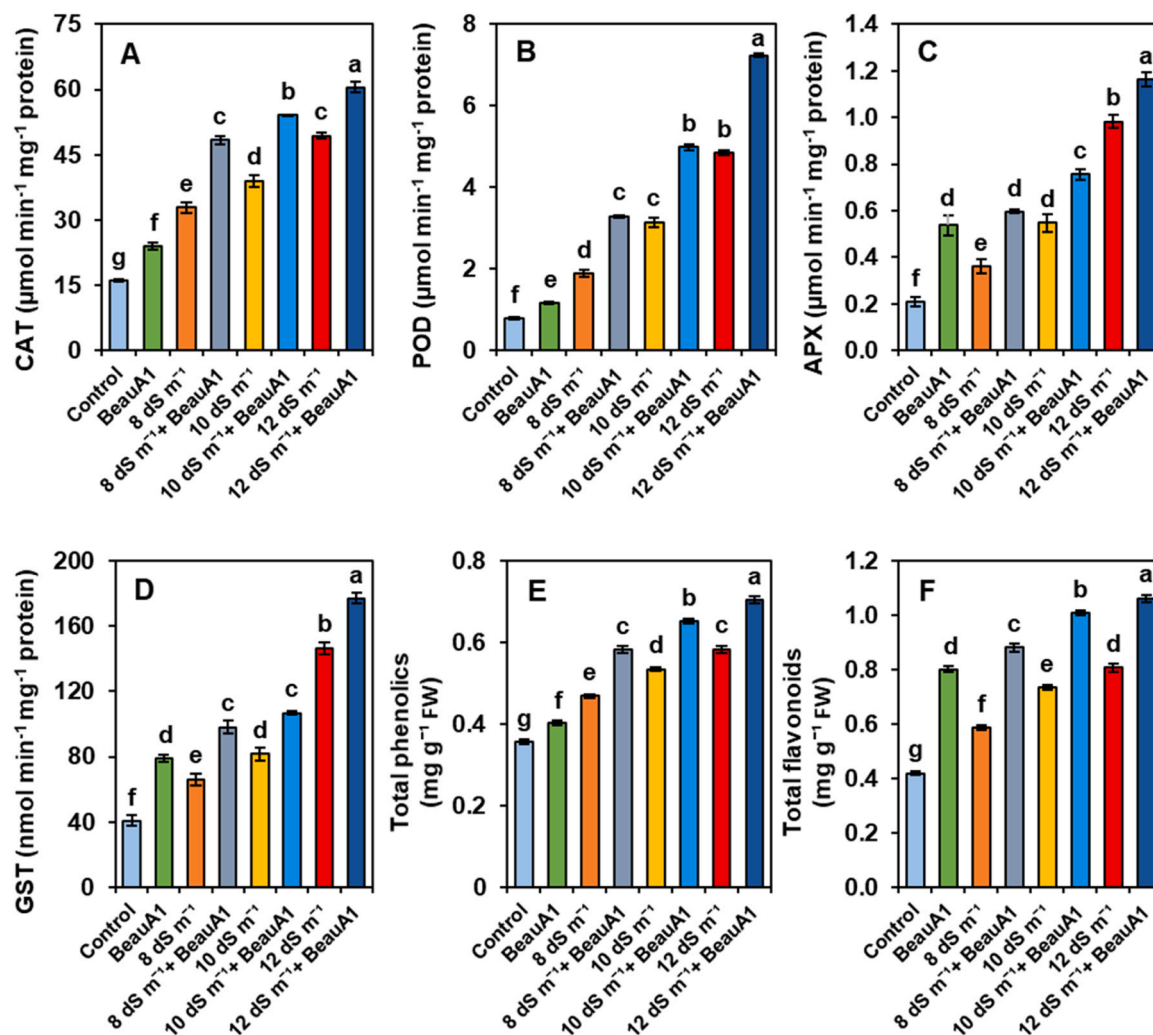 A
CAT (µmol min⁻¹ mg⁻¹ protein)
75
60
45
30
15
0
g
f
e
c
d
b
c
a
Control
BeauA1
8 dS m⁻¹
8 dS m⁻¹+ BeauA1
10 dS m⁻¹
10 dS m⁻¹+ BeauA1
12 dS m⁻¹
12 dS m⁻¹+ BeauA1
B
POD (µmol min⁻¹ mg⁻¹ protein)
8
6
4
2
0
f
e
d
c
c
b
b
a
Control
BeauA1
8 dS m⁻¹
8 dS m⁻¹+ BeauA1
10 dS m⁻¹
10 dS m⁻¹+ BeauA1
12 dS m⁻¹
12 dS m⁻¹+ BeauA1
C
APX (µmol min⁻¹ mg⁻¹ protein)
1.4
1.2
1.0
0.8
0.6
0.4
0.2
0.0
f
d
e
d
d
c
b
a
Control
BeauA1
8 dS m⁻¹
8 dS m⁻¹+ BeauA1
10 dS m⁻¹
10 dS m⁻¹+ BeauA1
12 dS m⁻¹
12 dS m⁻¹+ BeauA1
D
GST (nmol min⁻¹ mg⁻¹ protein)
200
160
120
80
40
0
f
d
e
c
d
c
b
a
Control
BeauA1
8 dS m⁻¹
8 dS m⁻¹+ BeauA1
10 dS m⁻¹
10 dS m⁻¹+ BeauA1
12 dS m⁻¹
12 dS m⁻¹+ BeauA1
E
Total phenolics
(mg g⁻¹ FW)
0.8
0.6
0.4
0.2
0
g
f
e
c
d
b
c
a
Control
BeauA1
8 dS m⁻¹
8 dS m⁻¹+ BeauA1
10 dS m⁻¹
10 dS m⁻¹+ BeauA1
12 dS m⁻¹
12 dS m⁻¹+ BeauA1
F
Total flavonoids
(mg g⁻¹ FW)
1.2
1.0
0.8
0.6
0.4
0.2
0.0
g
d
f
c
e
b
d
a
Control
BeauA1
8 dS m⁻¹
8 dS m⁻¹+ BeauA1
10 dS m⁻¹
10 dS m⁻¹+ BeauA1
12 dS m⁻¹
12 dS m⁻¹+ BeauA1